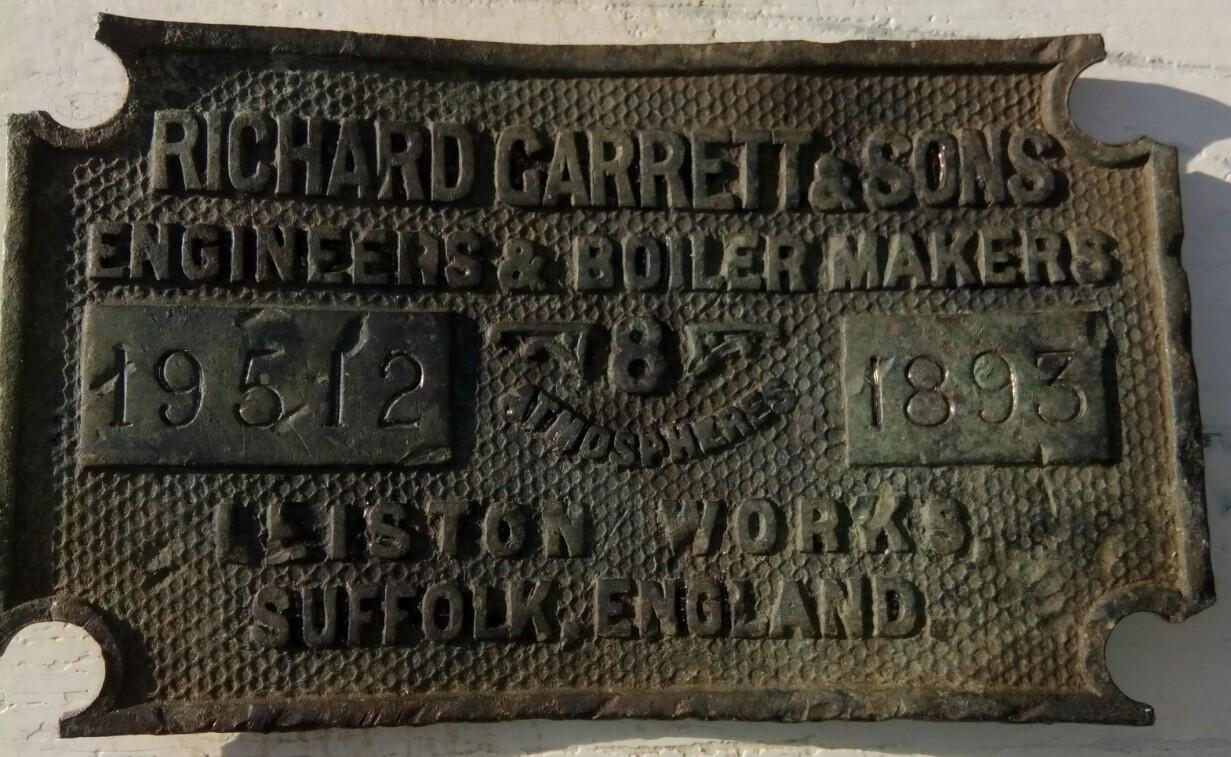 RICHARD GARRETT & SONS
ENGINEERS & BOILER MAKERS
19512 8 1893
ATMOSPHERES
LEISTON WORKS
SUFFOLK, ENGLAND